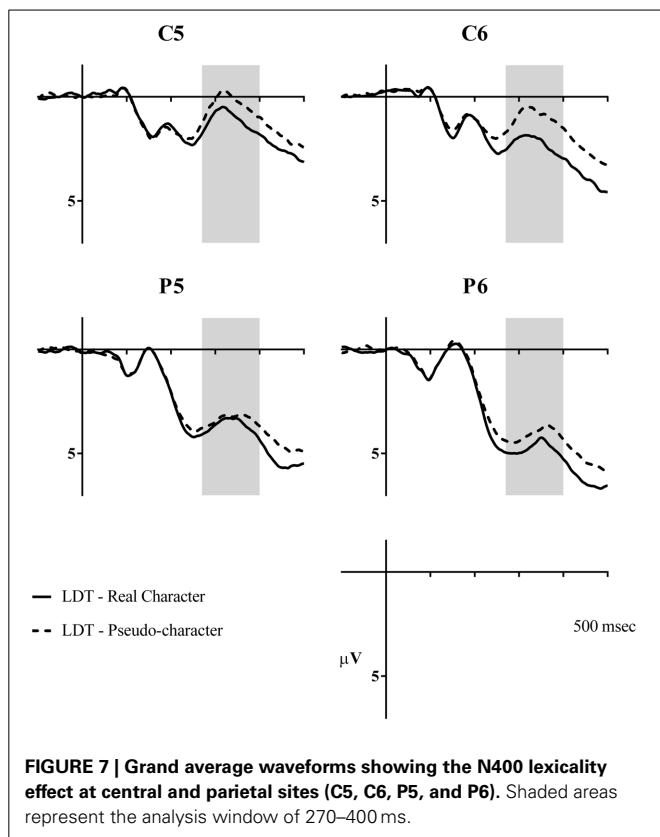 C5
C6
5
5
P5
P6
5
5
LDT - Real Character
LDT - Pseudo-character
500 msec
μV
5
FIGURE 7 | Grand average waveforms showing the N400 lexicality
effect at central and parietal sites (C5, C6, P5, and P6). Shaded areas
represent the analysis window of 270–400 ms.